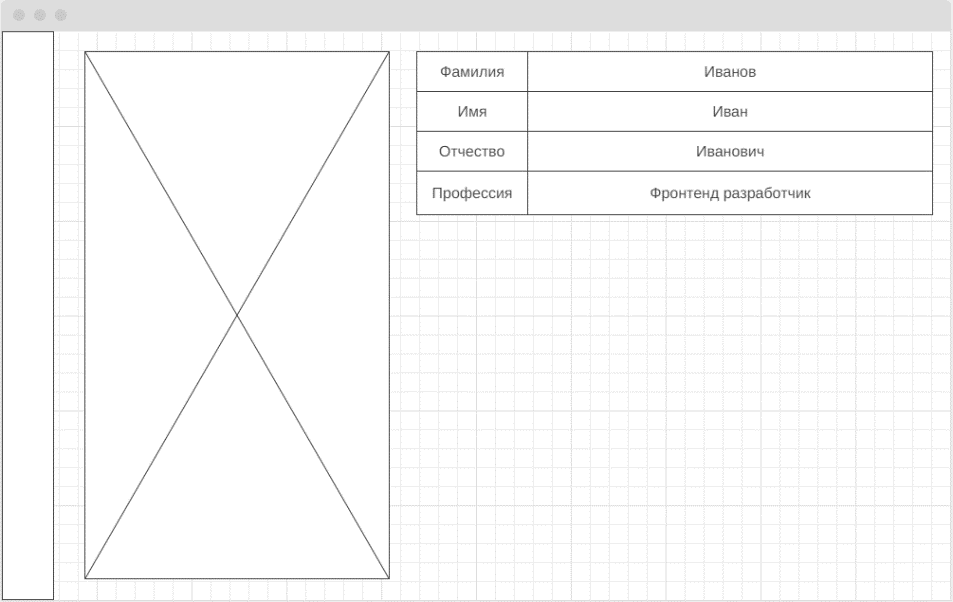 Фамилия Иванов
Имя Иван
Отчество Иванович
Профессия Фронтенд разработчик